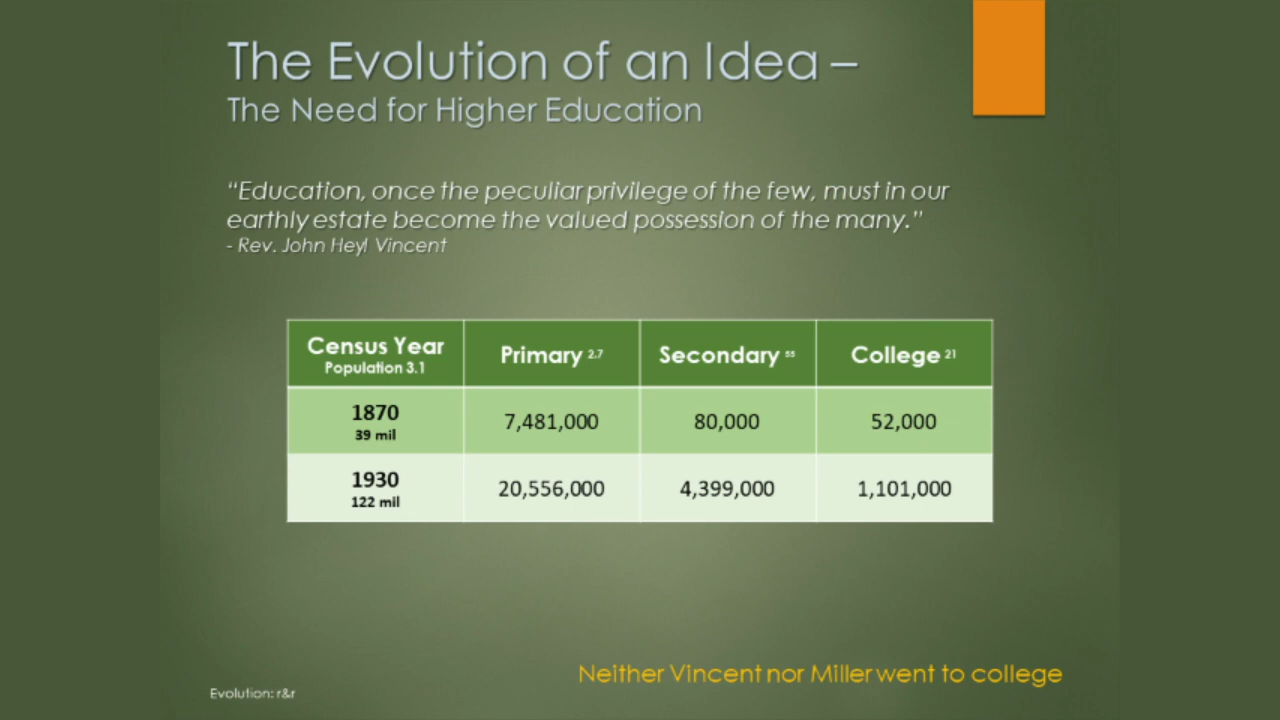 The Evolution of an Idea –
The Need for Higher Education
“Education, once the peculiar privilege of the few, must in our
earthly estate become the valued possession of the many.”
- Rev. John Heyl Vincent
Census Year
Population 3.1
Primary 2.7
Secondary 55
College 21
1870
39 mil
7,481,000
80,000
52,000
1930
122 mil
20,556,000
4,399,000
1,101,000
Neither Vincent nor Miller went to college
Evolution: r&r